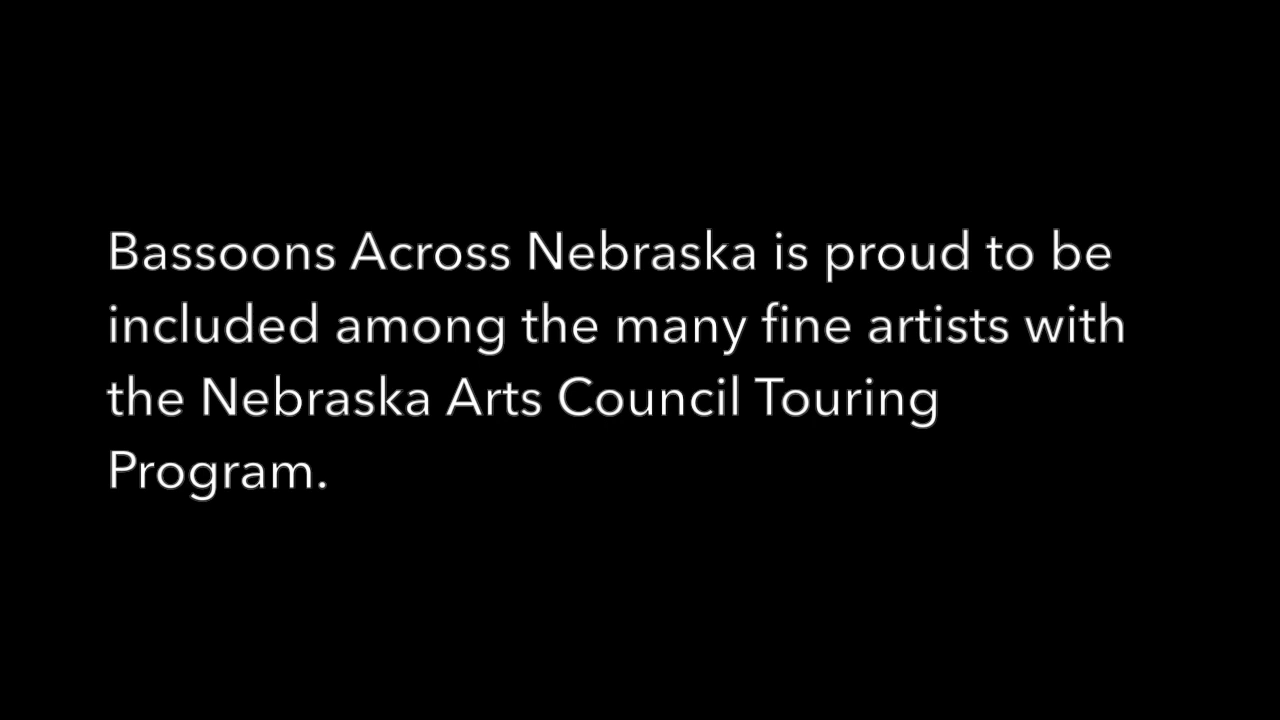 Bassoons Across Nebraska is proud to be
included among the many fine artists with
the Nebraska Arts Council Touring
Program.